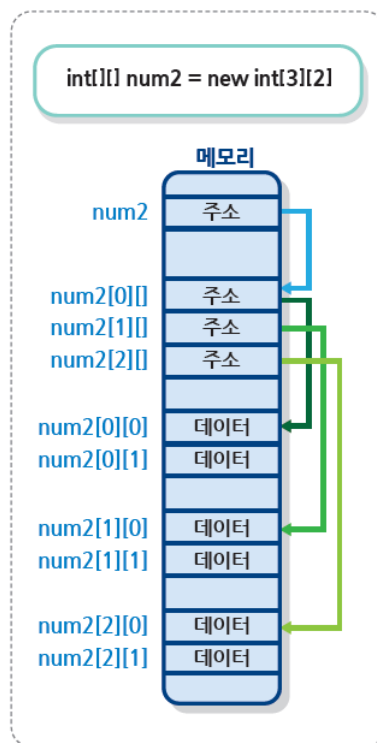 int[][] num2 = new int[3][2]
메모리
num2 주소
num2[0][] 주소
num2[1][] 주소
num2[2][] 주소
num2[0][0] 데이터
num2[0][1] 데이터
num2[1][0] 데이터
num2[1][1] 데이터
num2[2][0] 데이터
num2[2][1] 데이터